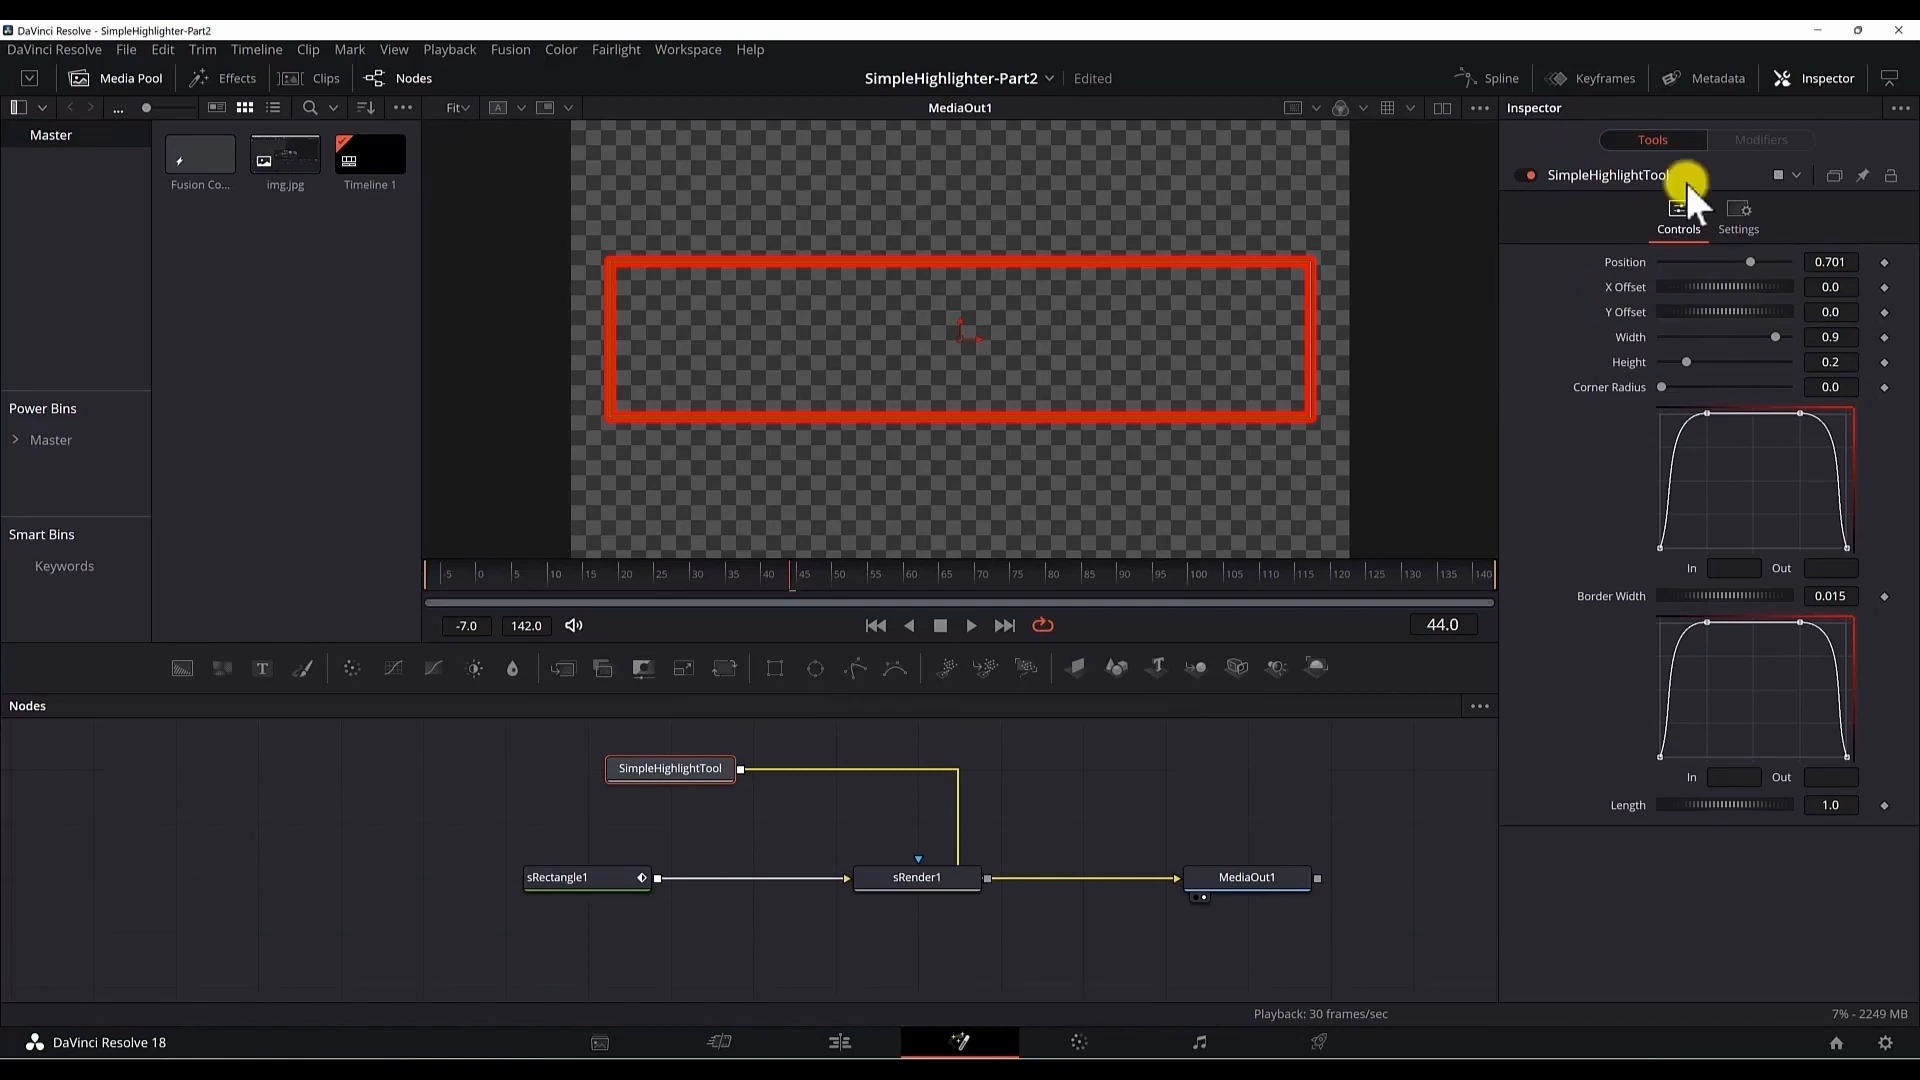 DaVinci Resolve - SimpleHighlighter-Part2
DaVinci Resolve File Edit Trim Timeline Clip Mark View Playback Fusion Color Fairlight Workspace Help
Media Pool Effects Clips Nodes SimpleHighlighter-Part2 Edited Spline Keyframes Metadata Inspector
... Fit A MediaOut1 Inspector
Master
Fusion Co... img.jpg Timeline 1
Tools Modifiers
SimpleHighlightTool
Controls Settings
Position 0.701
X Offset 0.0
Y Offset 0.0
Width 0.9
Height 0.2
Corner Radius 0.0
In Out
Border Width 0.015
In Out
Length 1.0
Power Bins
Master
Smart Bins
Keywords
-5 0 5 10 15 20 25 30 35 40 45 50 55 60 65 70 75 80 85 90 95 100 105 110 115 120 125 130 135 140
-7.0 142.0 44.0
T T
Nodes
SimpleHighlightTool
sRectangle1 sRender1 MediaOut1
Playback: 30 frames/sec 7% - 2249 MB
DaVinci Resolve 18